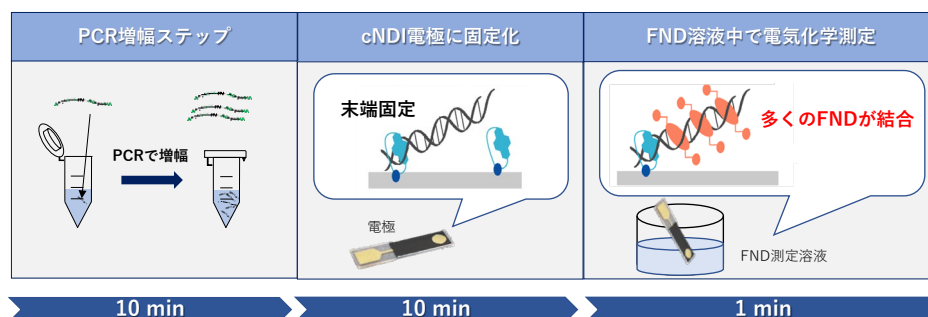 PCR増幅ステップ
cNDI電極に固定化
FND溶液中で電気化学測定
PCRで増幅
末端固定
電極
多くのFNDが結合
FND測定溶液
10 min
10 min
1 min